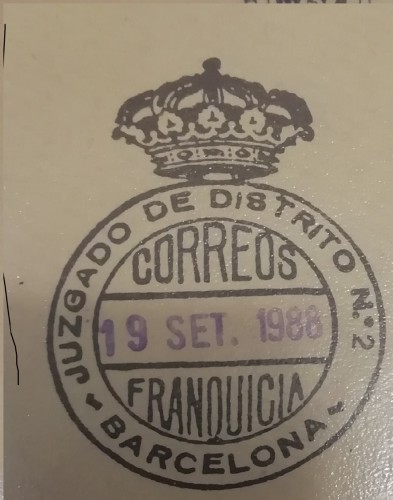 JUZGADO DE DISTRITO N.º 2
CORREOS
19 SET. 1988
FRANQUICIA
BARCELONA